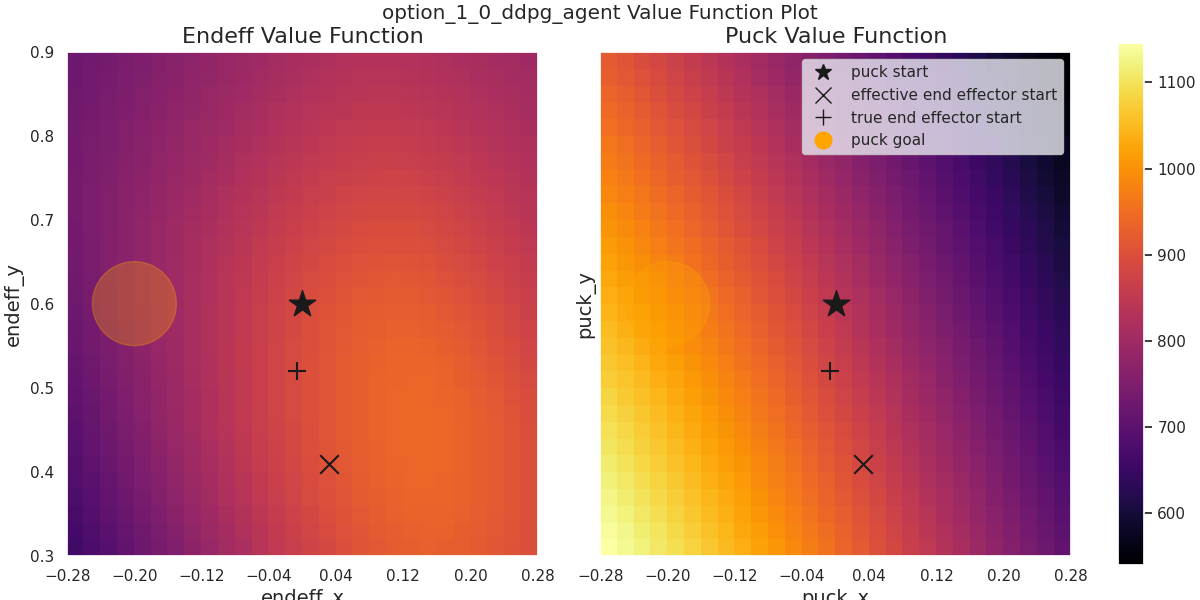 option_1_0_ddpg_agent Value Function Plot
Endeff Value Function
Puck Value Function
puck start
effective end effector start
true end effector start
puck goal
endeff_y
0.9
0.8
0.7
0.6
0.5
0.4
0.3
−0.28 −0.20 −0.12 −0.04 0.04 0.12 0.20 0.28
endeff_x
puck_y
−0.28 −0.20 −0.12 −0.04 0.04 0.12 0.20 0.28
puck_x
1100
1000
900
800
700
600